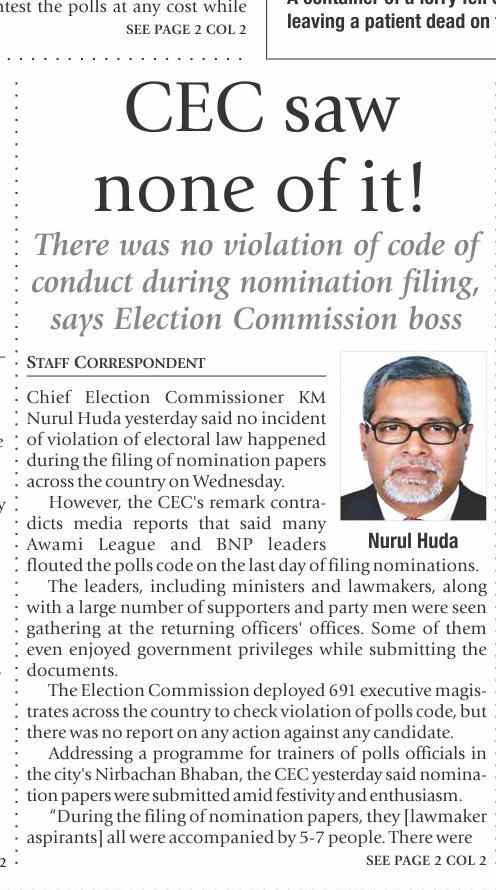 ntest the polls at any cost while
SEE PAGE 2 COL 2
leaving a patient dead on
CEC saw
none of it!
There was no violation of code of
conduct during nomination filing,
says Election Commission boss
STAFF CORRESPONDENT
Chief Election Commissioner KM
Nurul Huda yesterday said no incident
of violation of electoral law happened
during the filing of nomination papers
across the country on Wednesday.
However, the CEC's remark contra-
dicts media reports that said many
Awami League and BNP leaders
flouted the polls code on the last day of filing nominations.
Nurul Huda
The leaders, including ministers and lawmakers, along
with a large number of supporters and party men were seen
gathering at the returning officers' offices. Some of them
even enjoyed government privileges while submitting the
documents.
The Election Commission deployed 691 executive magis-
trates across the country to check violation of polls code, but
there was no report on any action against any candidate.
Addressing a programme for trainers of polls officials in
the city's Nirbachan Bhaban, the CEC yesterday said nomina-
tion papers were submitted amid festivity and enthusiasm.
"During the filing of nomination papers, they [lawmaker
aspirants] all were accompanied by 5-7 people. There were
SEE PAGE 2 COL 2
2